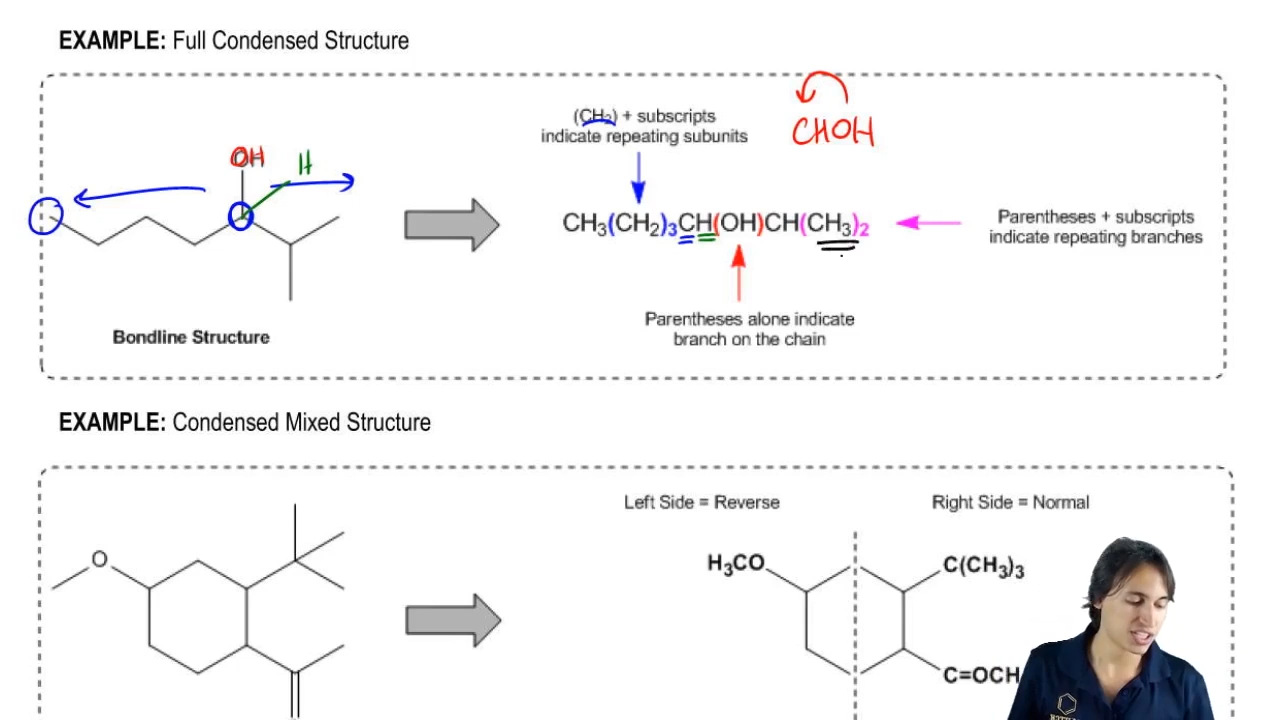 EXAMPLE: Full Condensed Structure
(CH₂) + subscripts
indicate repeating subunits
CHOH
OH
H
CH₃(CH₂)₃CH(OH)CH(CH₃)₂
Parentheses + subscripts
indicate repeating branches
Parentheses alone indicate
branch on the chain
Bondline Structure
EXAMPLE: Condensed Mixed Structure
Left Side = Reverse
Right Side = Normal
O
H₃CO
C(CH₃)₃
C=OCH